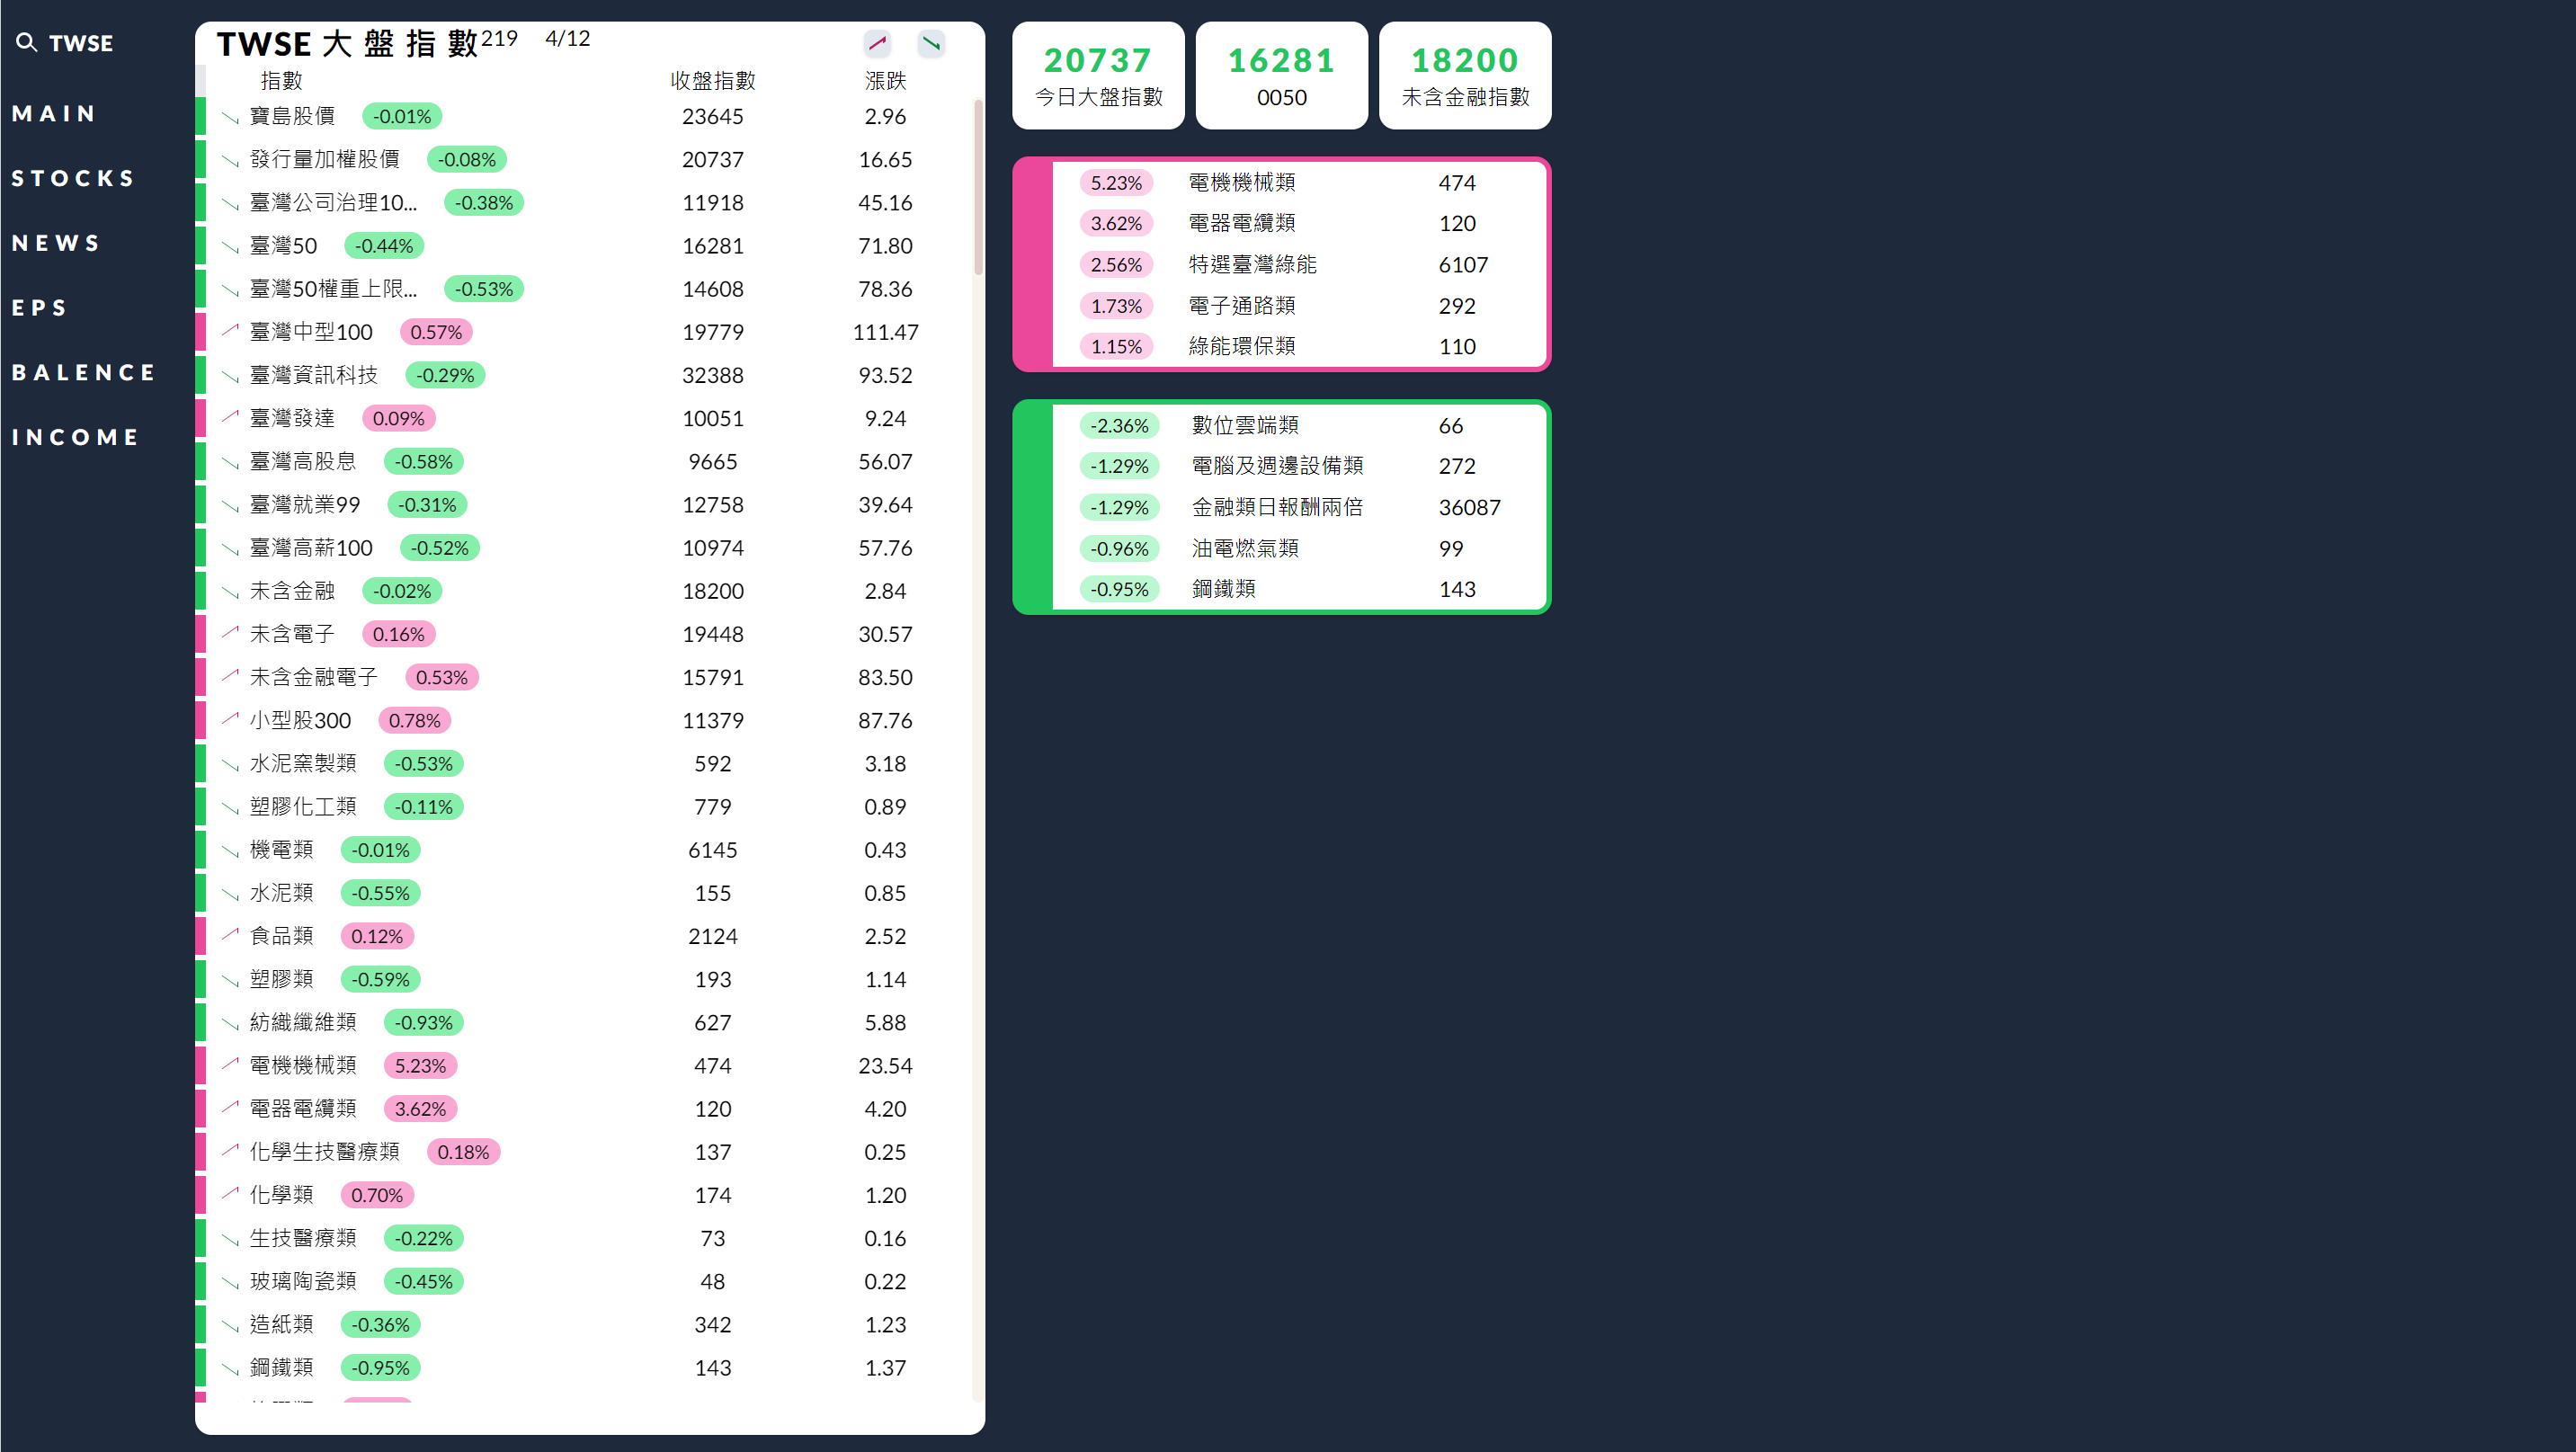 TWSE
MAIN
STOCKS
NEWS
EPS
BALENCE
INCOME
TWSE 大盤指數 219 4/12
指數 收盤指數 漲跌
寶島股價 -0.01% 23645 2.96
發行量加權股價 -0.08% 20737 16.65
臺灣公司治理10... -0.38% 11918 45.16
臺灣50 -0.44% 16281 71.80
臺灣50權重上限... -0.53% 14608 78.36
臺灣中型100 0.57% 19779 111.47
臺灣資訊科技 -0.29% 32388 93.52
臺灣發達 0.09% 10051 9.24
臺灣高股息 -0.58% 9665 56.07
臺灣就業99 -0.31% 12758 39.64
臺灣高薪100 -0.52% 10974 57.76
未含金融 -0.02% 18200 2.84
未含電子 0.16% 19448 30.57
未含金融電子 0.53% 15791 83.50
小型股300 0.78% 11379 87.76
水泥窯製類 -0.53% 592 3.18
塑膠化工類 -0.11% 779 0.89
機電類 -0.01% 6145 0.43
水泥類 -0.55% 155 0.85
食品類 0.12% 2124 2.52
塑膠類 -0.59% 193 1.14
紡織纖維類 -0.93% 627 5.88
電機機械類 5.23% 474 23.54
電器電纜類 3.62% 120 4.20
化學生技醫療類 0.18% 137 0.25
化學類 0.70% 174 1.20
生技醫療類 -0.22% 73 0.16
玻璃陶瓷類 -0.45% 48 0.22
造紙類 -0.36% 342 1.23
鋼鐵類 -0.95% 143 1.37
20737
今日大盤指數
16281
0050
18200
未含金融指數
5.23% 電機機械類 474
3.62% 電器電纜類 120
2.56% 特選臺灣綠能 6107
1.73% 電子通路類 292
1.15% 綠能環保類 110
-2.36% 數位雲端類 66
-1.29% 電腦及週邊設備類 272
-1.29% 金融類日報酬兩倍 36087
-0.96% 油電燃氣類 99
-0.95% 鋼鐵類 143